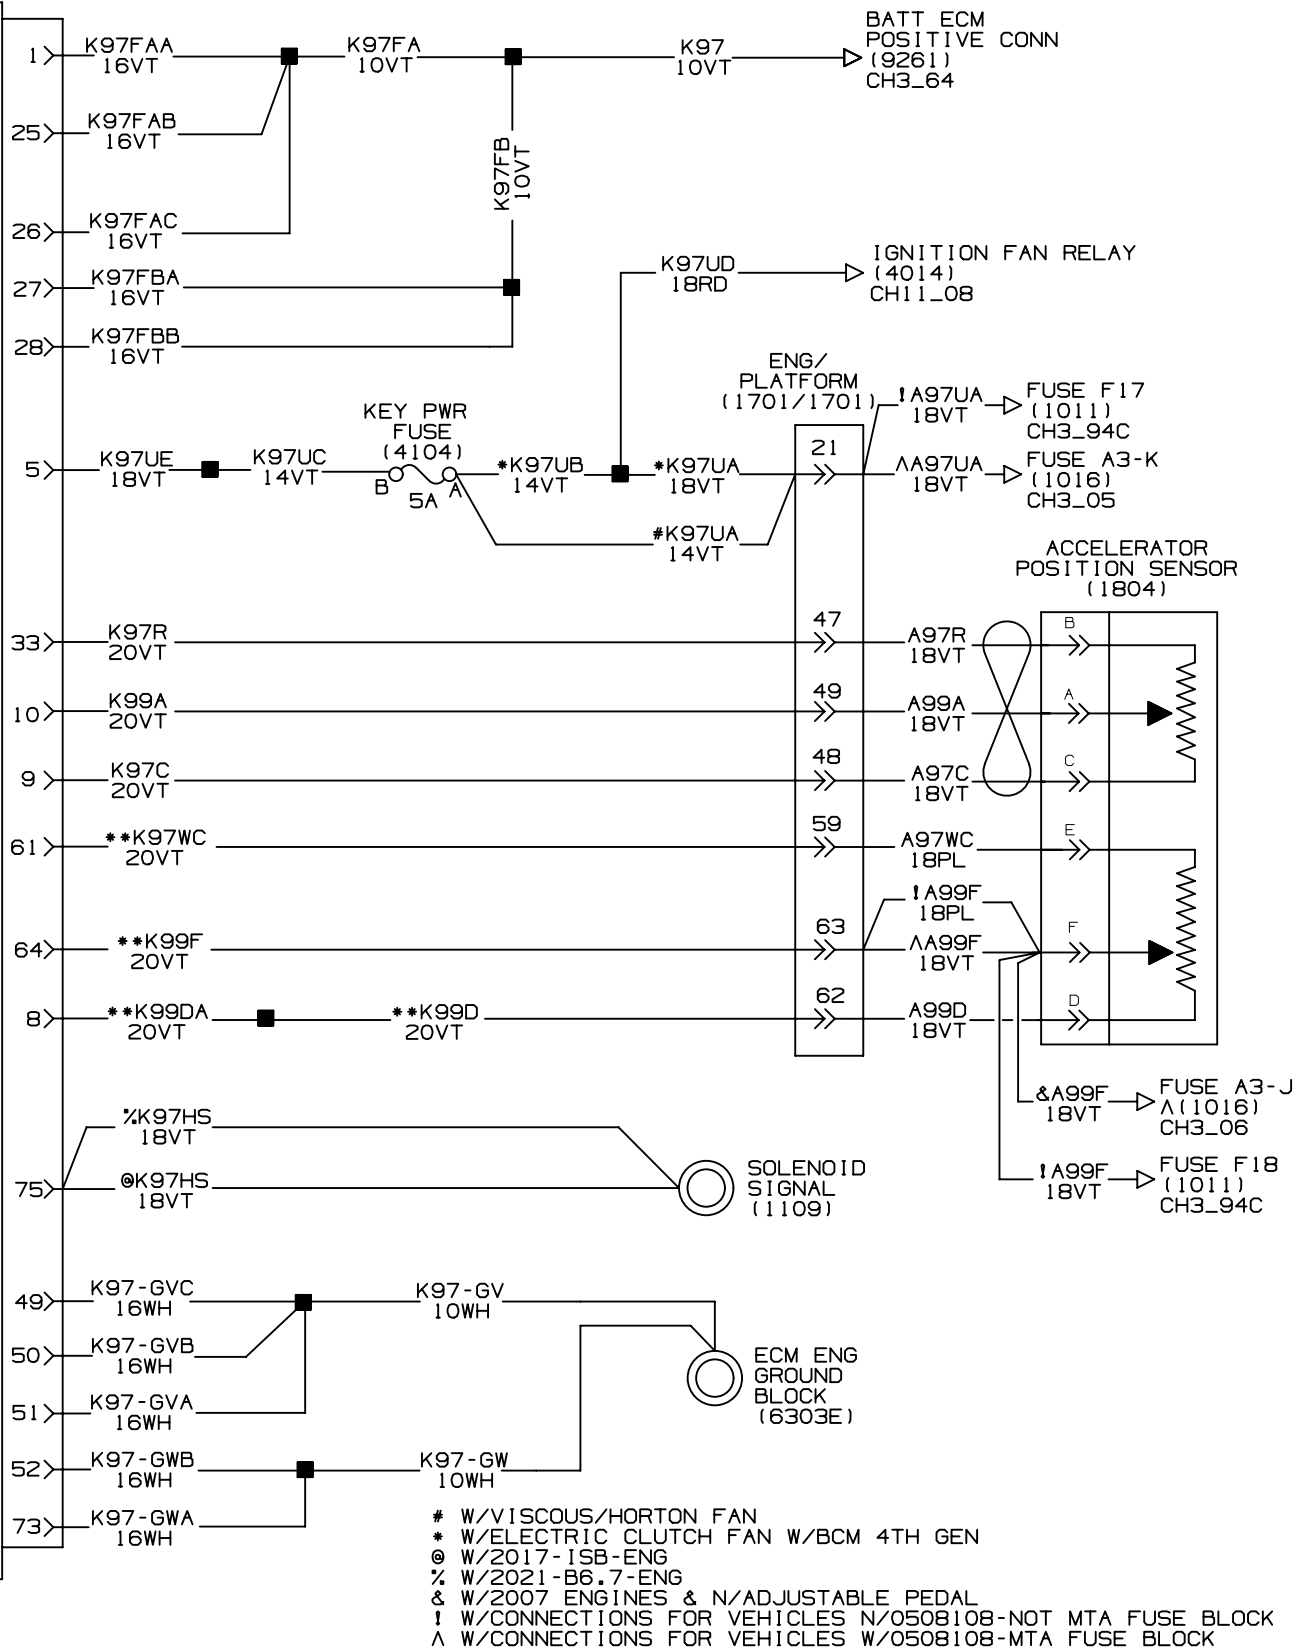 BATT ECM
POSITIVE CONN
(9261)
CH3_64
1 K97FAA
16VT
K97FA
10VT
K97
10VT
25 K97FAB
16VT
K97FB
10VT
26 K97FAC
16VT
27 K97FBA
16VT
28 K97FBB
16VT
K97UD
18RD
IGNITION FAN RELAY
(4014)
CH11_08
ENG/
PLATFORM
(1701/1701)
!A97UA
18VT
FUSE F17
(1011)
CH3_94C
KEY PWR
FUSE
(4104)
5 K97UE
18VT
K97UC
14VT
B 5A A
*K97UB
14VT
*K97UA
18VT
21
ΛA97UA
18VT
FUSE A3-K
(1016)
CH3_05
#K97UA
14VT
ACCELERATOR
POSITION SENSOR
(1804)
33 K97R
20VT
47
A97R
18VT
B
10 K99A
20VT
49
A99A
18VT
A
9 K97C
20VT
48
A97C
18VT
C
61 **K97WC
20VT
59
A97WC
18PL
E
!A99F
18PL
64 **K99F
20VT
63
ΛA99F
18VT
F
8 **K99DA
20VT
**K99D
20VT
62
A99D
18VT
D
&A99F
18VT
FUSE A3-J
Λ(1016)
CH3_06
!A99F
18VT
FUSE F18
(1011)
CH3_94C
%K97HS
18VT
75 @K97HS
18VT
SOLENOID
SIGNAL
(1109)
49 K97-GVC
16WH
K97-GV
10WH
50 K97-GVB
16WH
51 K97-GVA
16WH
ECM ENG
GROUND
BLOCK
(6303E)
52 K97-GWB
16WH
K97-GW
10WH
73 K97-GWA
16WH
# W/VISCOUS/HORTON FAN
* W/ELECTRIC CLUTCH FAN W/BCM 4TH GEN
@ W/2017-ISB-ENG
% W/2021-B6.7-ENG
& W/2007 ENGINES & N/ADJUSTABLE PEDAL
! W/CONNECTIONS FOR VEHICLES N/0508108-NOT MTA FUSE BLOCK
Λ W/CONNECTIONS FOR VEHICLES W/0508108-MTA FUSE BLOCK